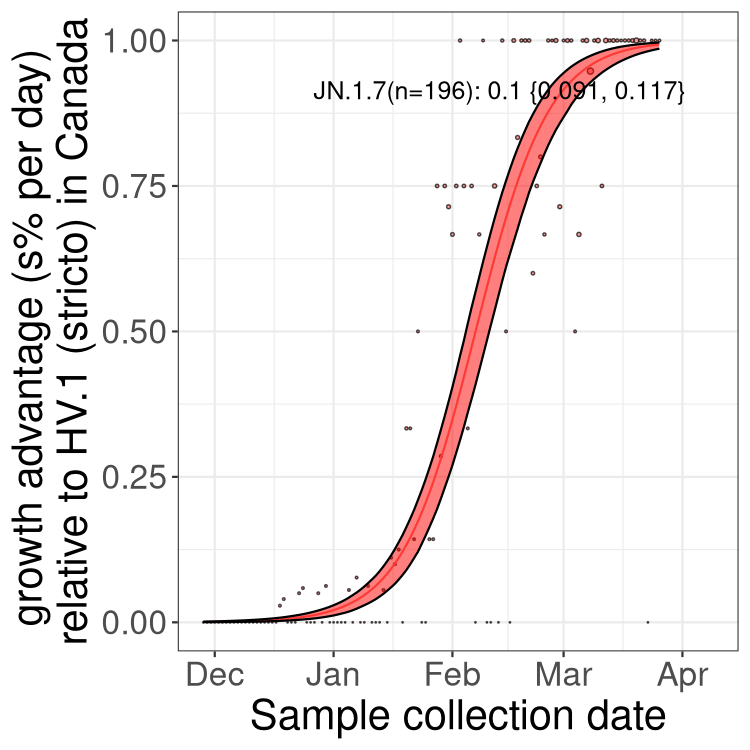 growth advantage (s% per day)
relative to HV.1 (stricto) in Canada
1.00
0.75
0.50
0.25
0.00
JN.1.7(n=196): 0.1 {0.091, 0.117}
Dec Jan Feb Mar Apr
Sample collection date